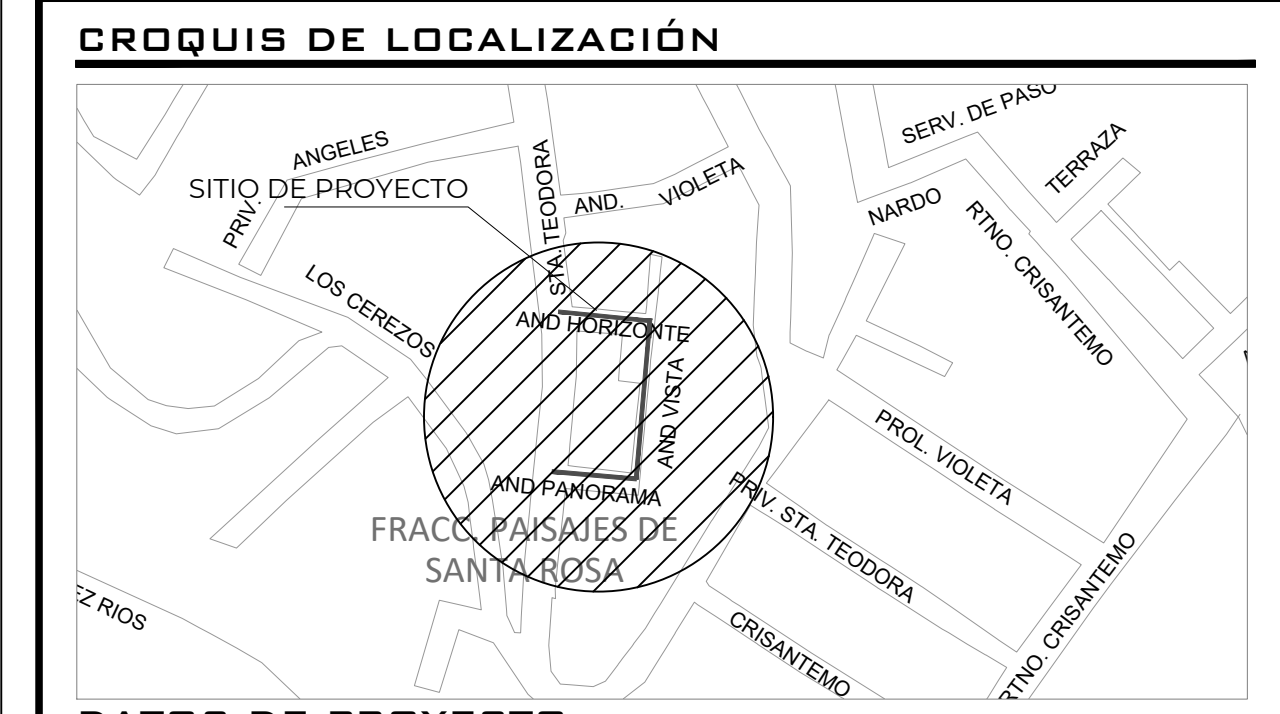 CROQUIS DE LOCALIZACIÓN
SERV. DE PASO
ANGELES
TERRAZA
STA. TEODORA
VIOLETA
SITIO DE PROYECTO
AND.
NARDO
PRIV.
RTNO. CRISANTEMO
LOS CEREZOS
AND HORIZONTE
AND VISTA
PROL. VIOLETA
AND PANORAMA
PRIV. STA. TEODORA
FRACC. PAISAJES DE
SANTA ROSA
EZ RIOS
CRISANTEMO
RTNO. CRISANTEMO